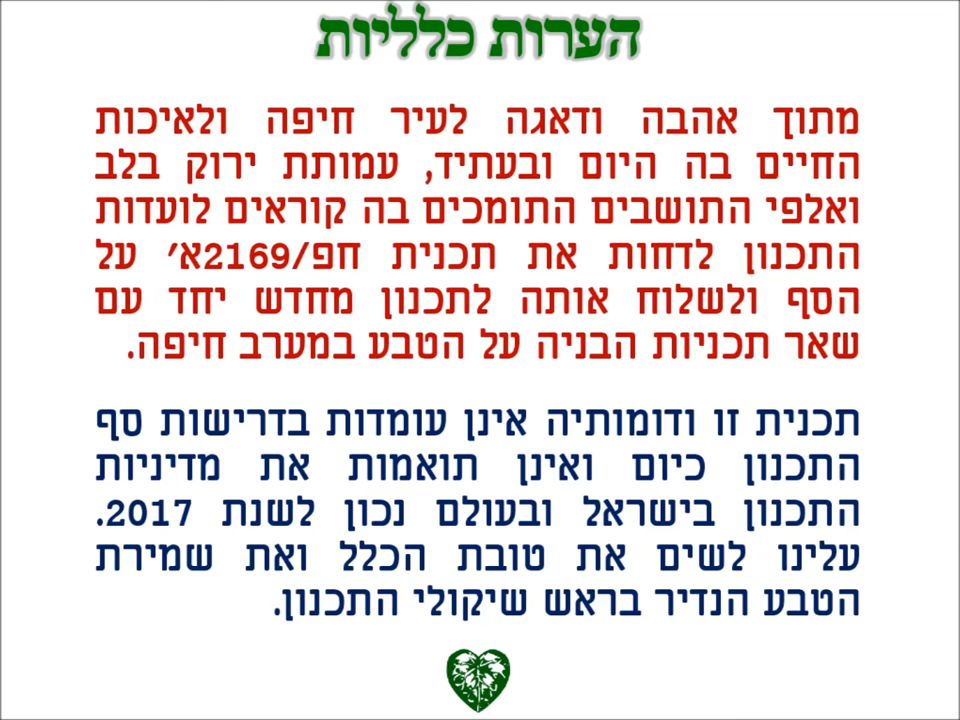 הערות כלליות
מתוך אהבה ודאגה לעיר חיפה ולאיכות
החיים בה היום ובעתיד, עמותת ירוק בלב
ואלפי התושבים התומכים בה קוראים לועדות
התכנון לדחות את תכנית חפ/2169א׳ על
הסף ולשלוח אותה לתכנון מחדש יחד עם
שאר תכניות הבניה על הטבע במערב חיפה.
תכנית זו ודומותיה אינן עומדות בדרישות סף
התכנון כיום ואינן תואמות את מדיניות
התכנון בישראל ובעולם נכון לשנת 2017.
עלינו לשים את טובת הכלל ואת שמירת
הטבע הנדיר בראש שיקולי התכנון.